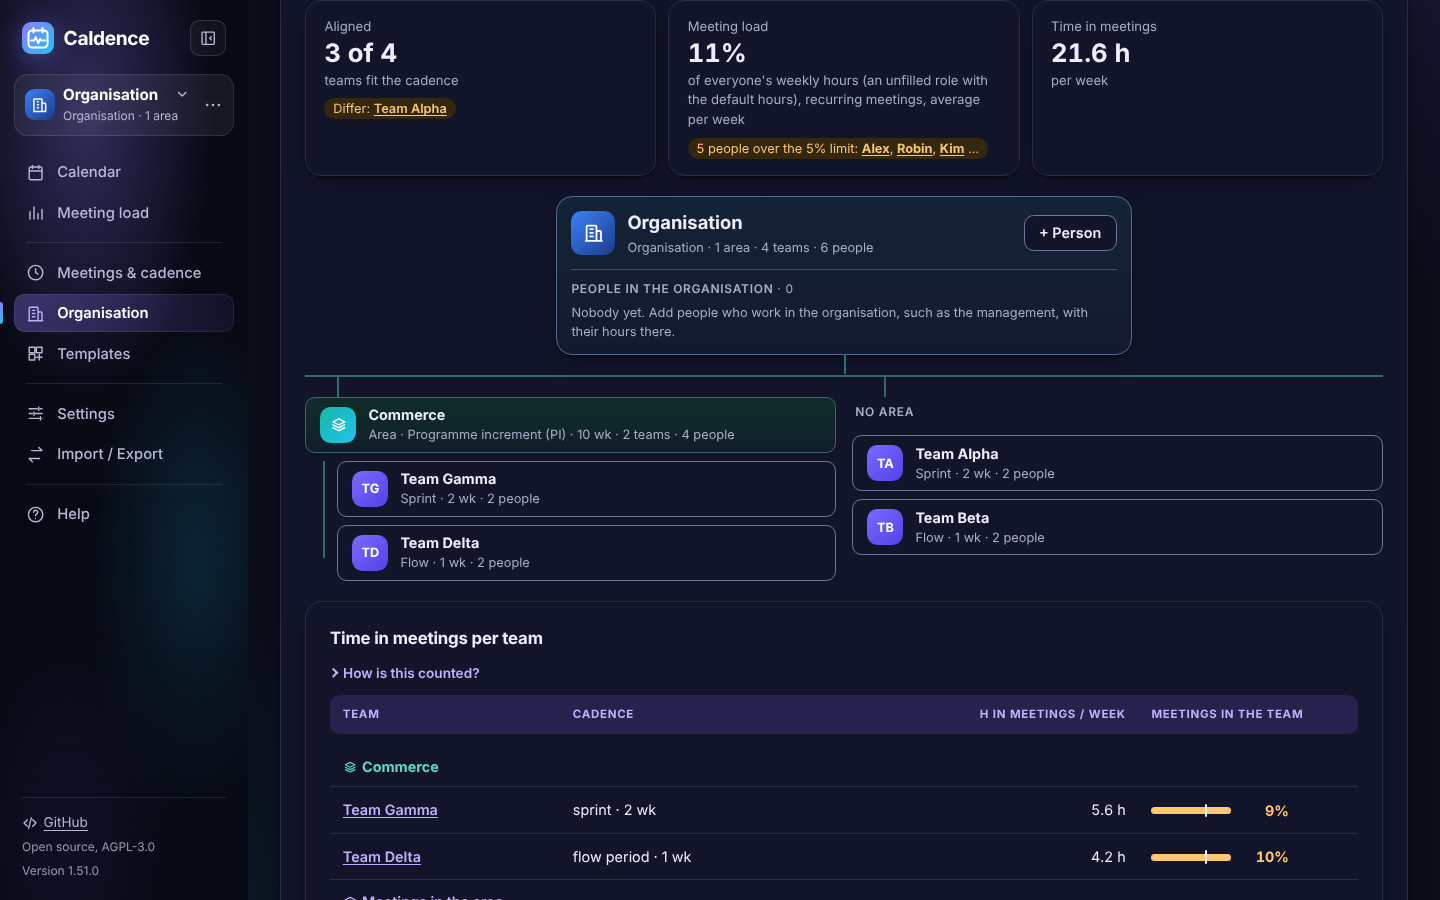 Caldence
Organisation
Organisation · 1 area
Calendar
Meeting load
Meetings & cadence
Organisation
Templates
Settings
Import / Export
Help
GitHub
Open source, AGPL-3.0
Version 1.51.0
Aligned
3 of 4
teams fit the cadence
Differ: Team Alpha
Meeting load
11%
of everyone's weekly hours (an unfilled role with
the default hours), recurring meetings, average
per week
5 people over the 5% limit: Alex, Robin, Kim ...
Time in meetings
21.6 h
per week
Organisation
Organisation · 1 area · 4 teams · 6 people
+ Person
PEOPLE IN THE ORGANISATION · 0
Nobody yet. Add people who work in the organisation, such as the management, with
their hours there.
Commerce
Area · Programme increment (PI) · 10 wk · 2 teams · 4 people
TG
Team Gamma
Sprint · 2 wk · 2 people
TD
Team Delta
Flow · 1 wk · 2 people
NO AREA
TA
Team Alpha
Sprint · 2 wk · 2 people
TB
Team Beta
Flow · 1 wk · 2 people
Time in meetings per team
How is this counted?
TEAM CADENCE H IN MEETINGS / WEEK MEETINGS IN THE TEAM
Commerce
Team Gamma sprint · 2 wk 5.6 h 9%
Team Delta flow period · 1 wk 4.2 h 10%
Meetings in the area